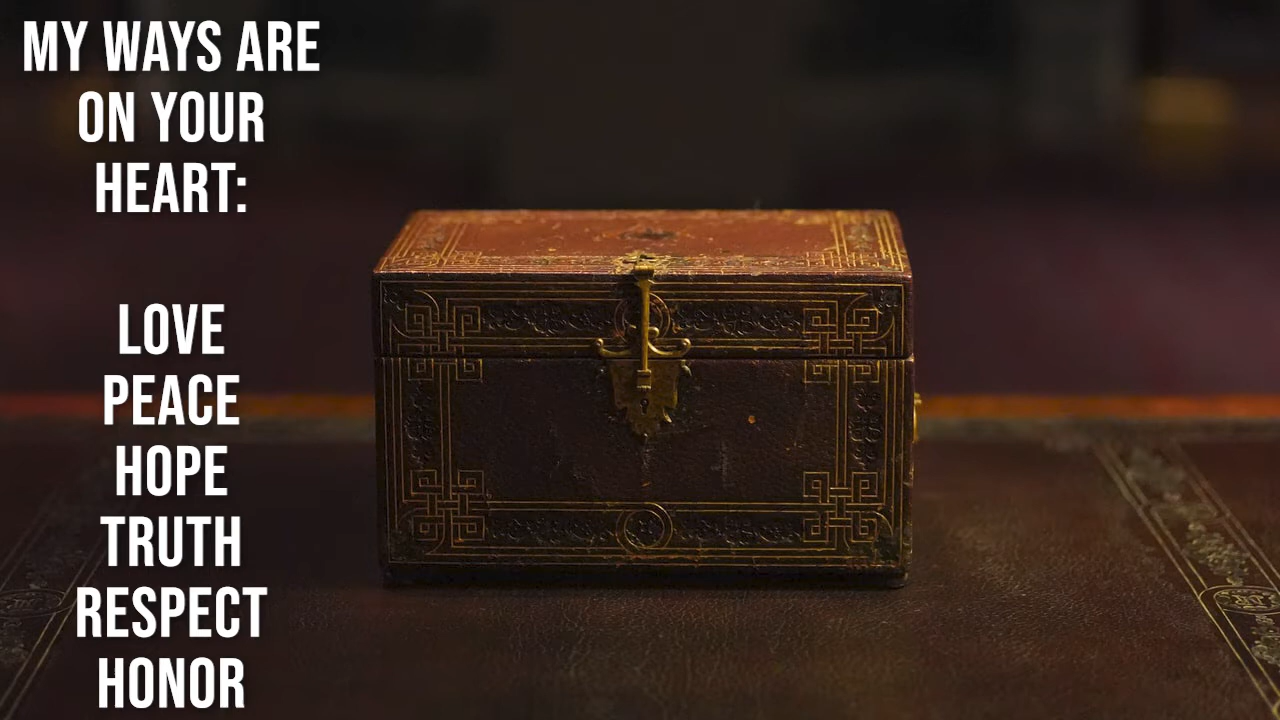 MY WAYS ARE
ON YOUR
HEART:
LOVE
PEACE
HOPE
TRUTH
RESPECT
HONOR